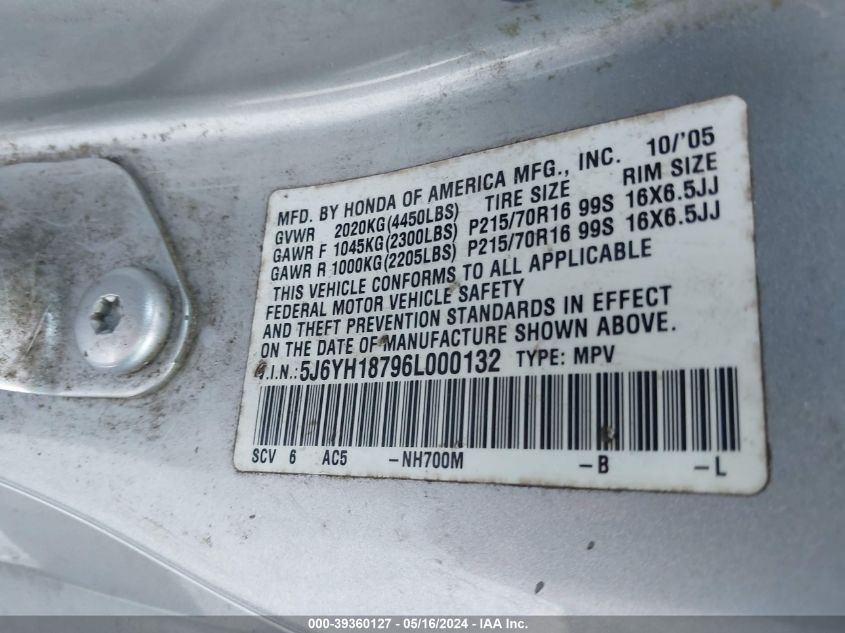 MFD. BY HONDA OF AMERICA MFG., INC. 10/'05
GVWR 2020KG(4450LBS) TIRE SIZE RIM SIZE
GAWR F 1045KG(2300LBS) P215/70R16 99S 16X6.5JJ
GAWR R 1000KG(2205LBS) P215/70R16 99S 16X6.5JJ
THIS VEHICLE CONFORMS TO ALL APPLICABLE
FEDERAL MOTOR VEHICLE SAFETY
AND THEFT PREVENTION STANDARDS IN EFFECT
ON THE DATE OF MANUFACTURE SHOWN ABOVE.
V.I.N.: 5J6YH18796L000132 TYPE: MPV
SCV 6 AC5 -NH700M -B -L
000-39360127 - 05/16/2024 - IAA Inc.